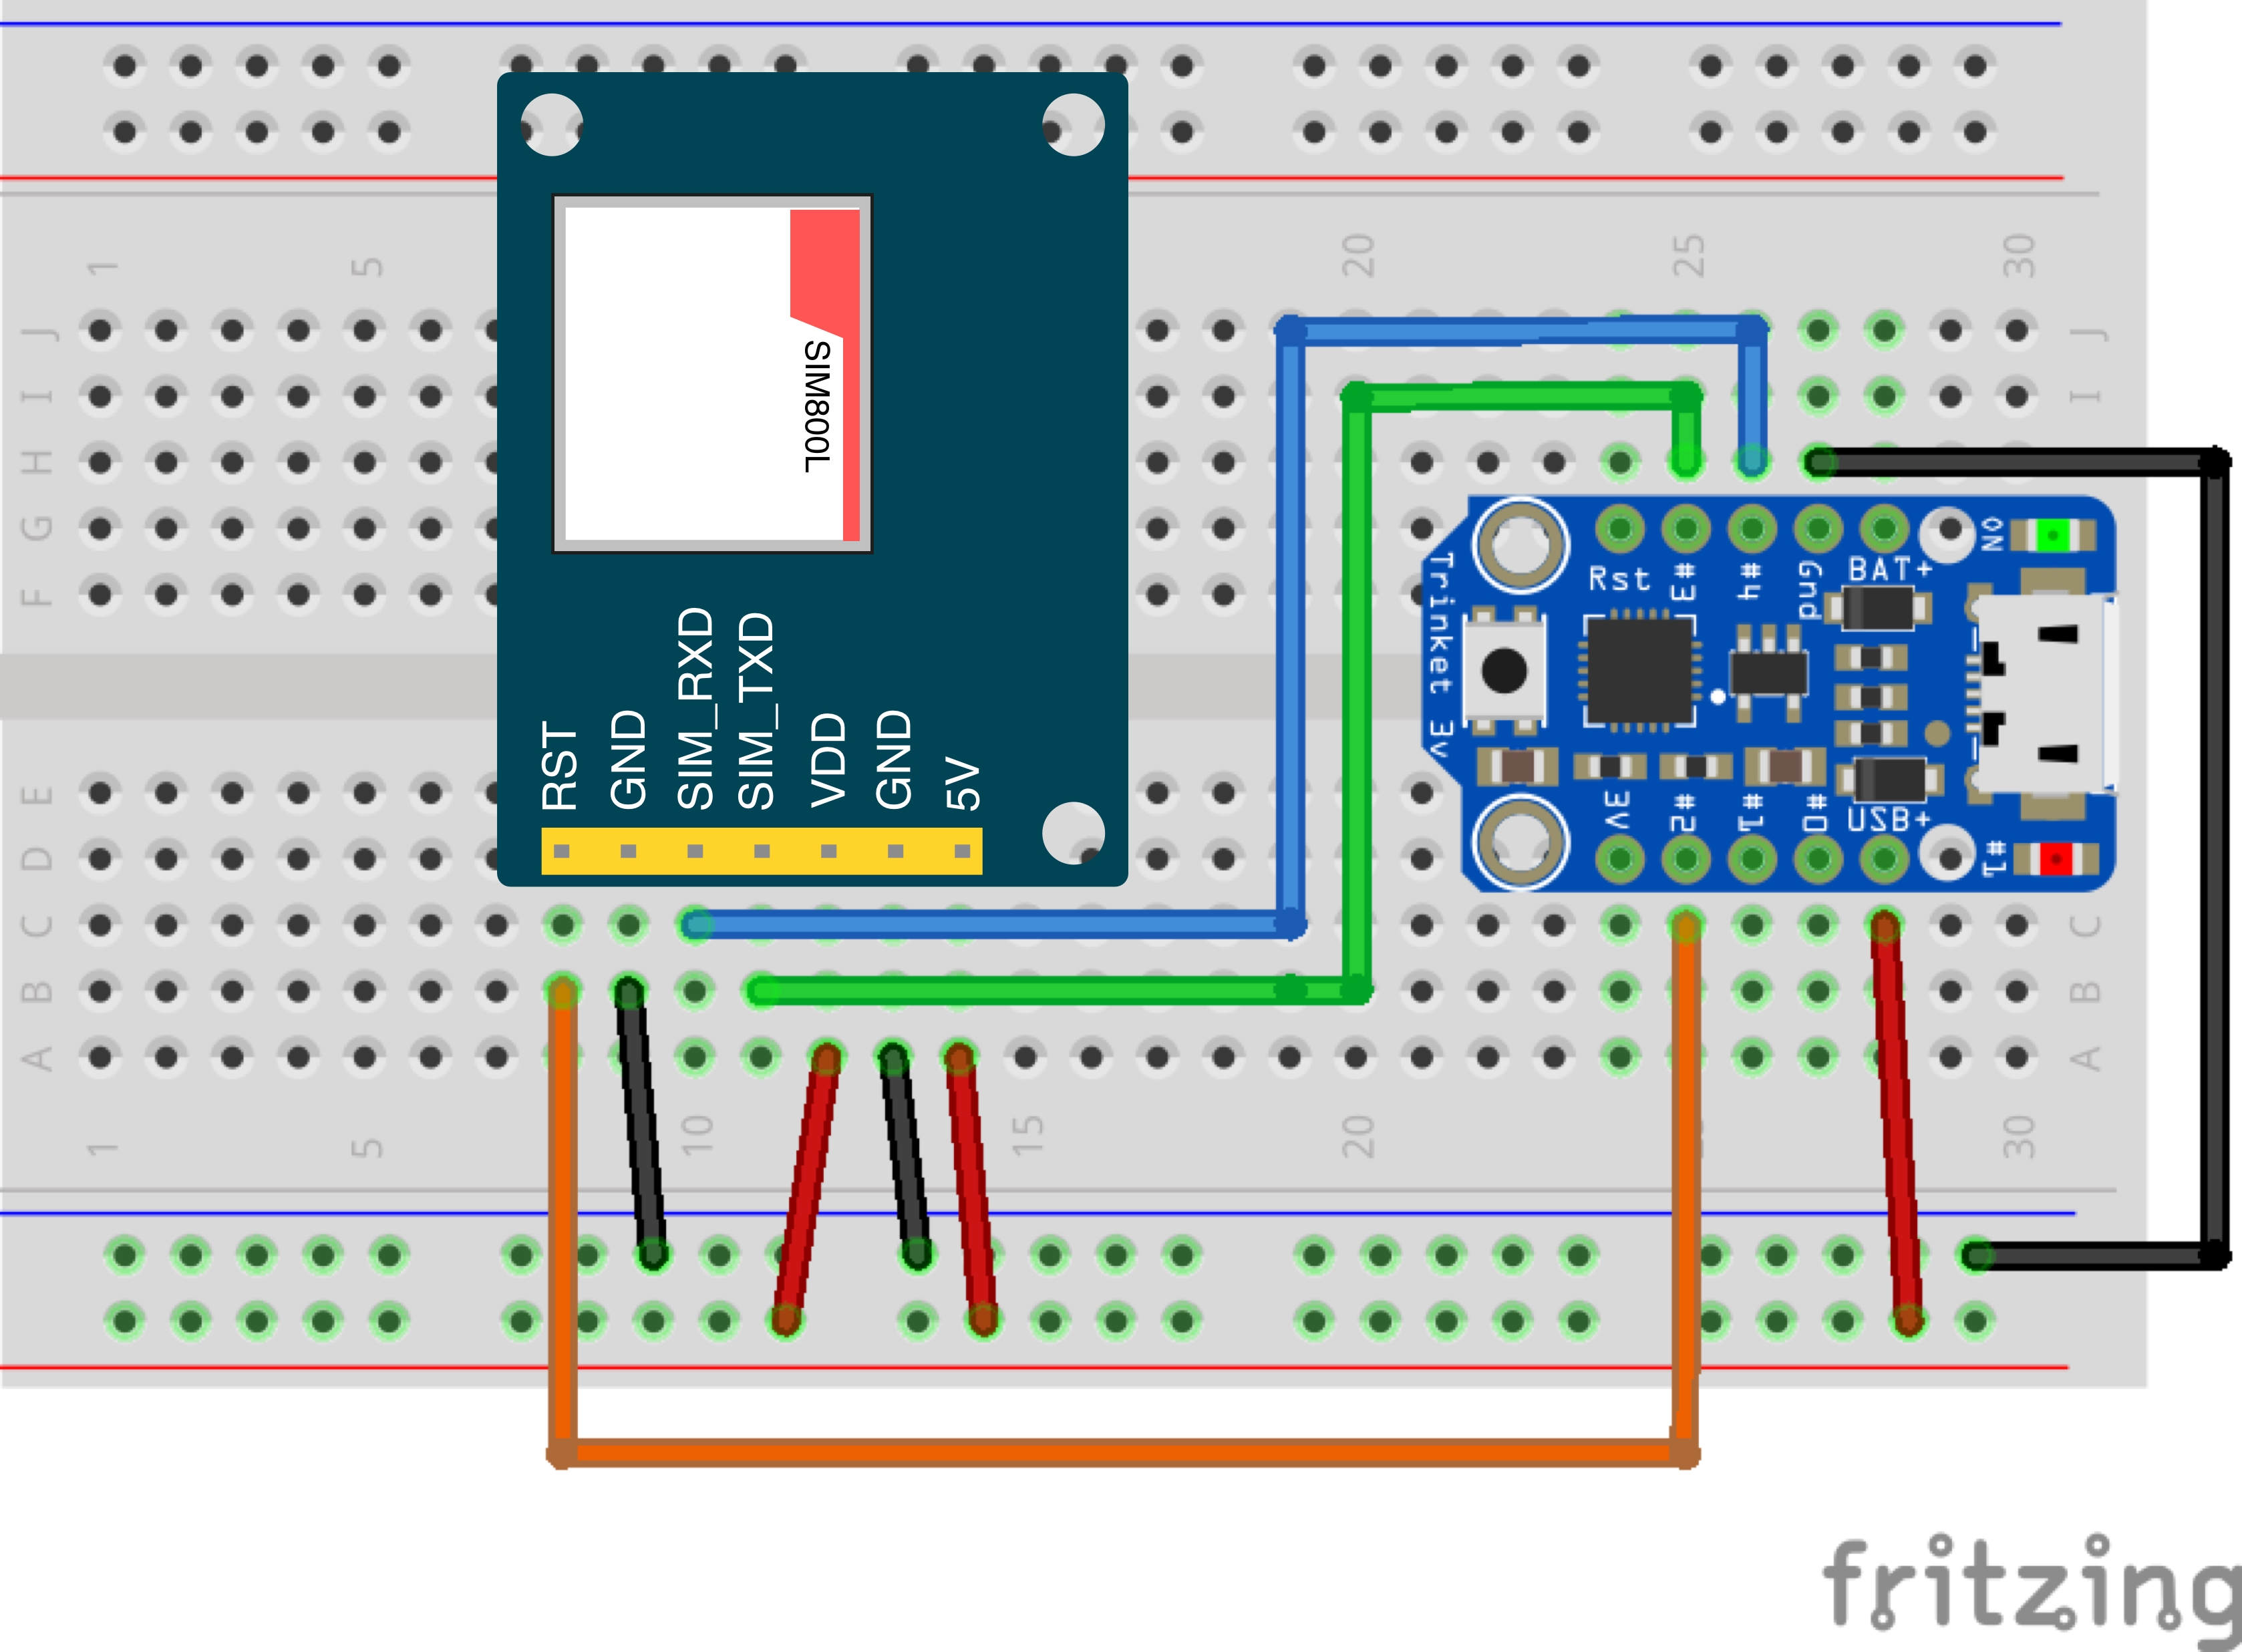 1
5
20
25
30
J
I
H
G
F
E
D
C
B
A
J
I
C
B
A
SIM800L
RST
GND
SIM_RXD
SIM_TXD
VDD
GND
5V
Trinket 3v
Rst
#3
#4
Gnd
BAT+
ON
3V
#2
#1
#0
USB+
#1
1
5
10
15
20
30
fritzing